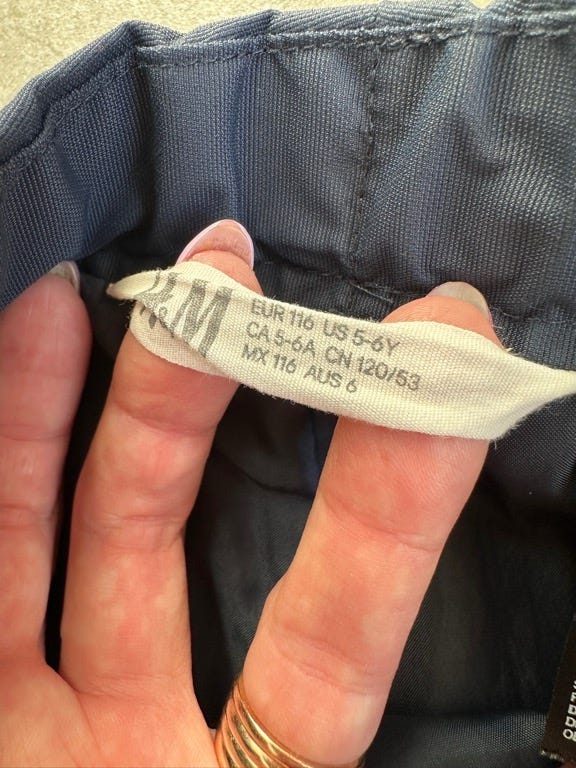 H&M
EUR 116 US 5-6Y
CA 5-6A CN 120/53
MX 116 AUS 6